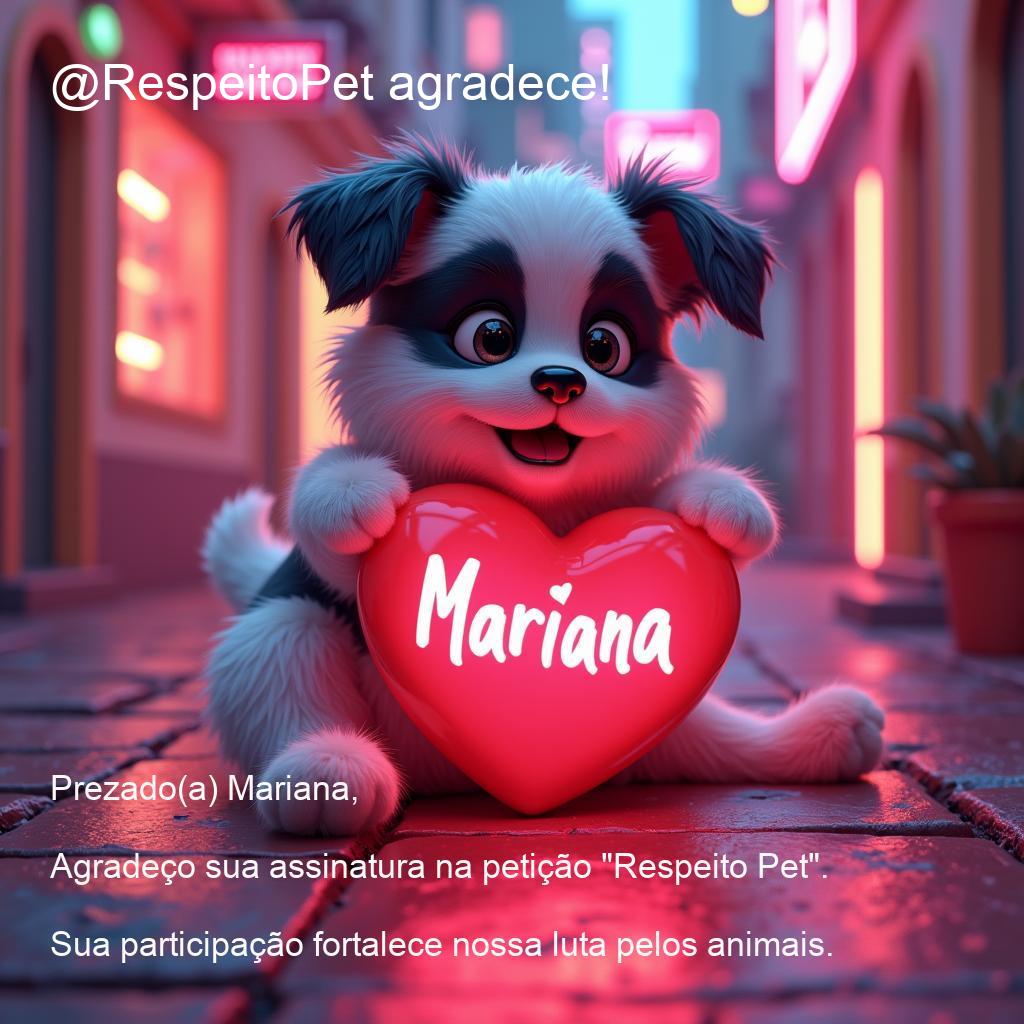 @RespeitoPet agradece!
Mariana
Prezado(a) Mariana,
Agradeço sua assinatura na petição "Respeito Pet".
Sua participação fortalece nossa luta pelos animais.